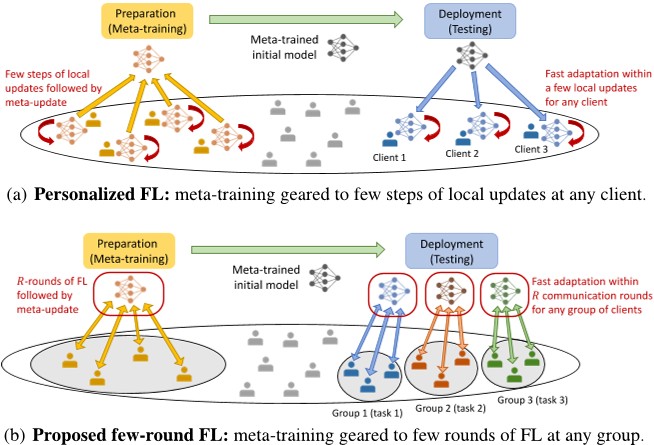 Preparation
(Meta-training)
Meta-trained
initial model
Deployment
(Testing)
Few steps of local
updates followed by
meta-update
Fast adaptation within
a few local updates
for any client
Client 1
Client 2
Client 3
(a) Personalized FL: meta-training geared to few steps of local updates at any client.
Preparation
(Meta-training)
Meta-trained
initial model
Deployment
(Testing)
R-rounds of FL
followed by
meta-update
Fast adaptation within
R communication rounds
for any group of clients
Group 1 (task 1)
Group 2 (task 2)
Group 3 (task 3)
(b) Proposed few-round FL: meta-training geared to few rounds of FL at any group.